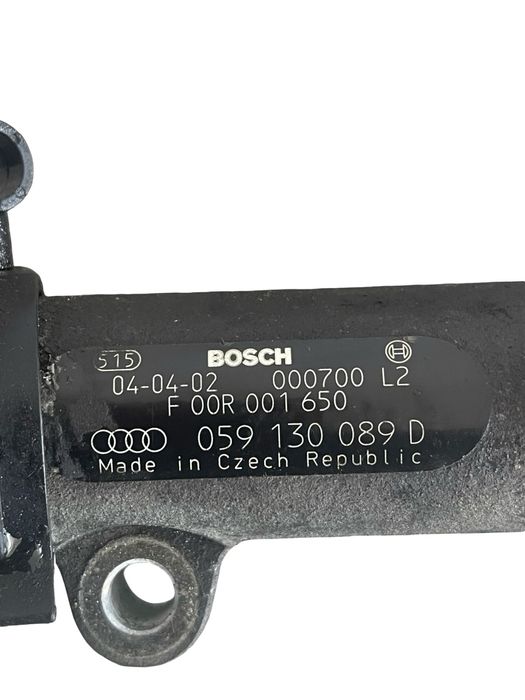 515 BOSCH
04-04-02 000700 L2
F 00R 001 650
059 130 089 D
Made in Czech Republic